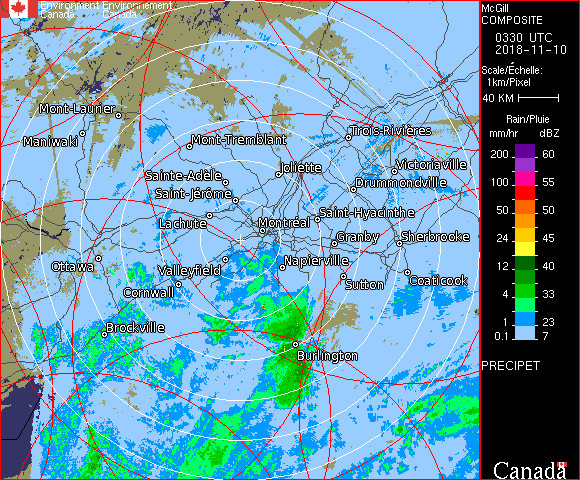 Environment Environnement
Canada Canada
McGill
COMPOSITE
0330 UTC
2018-11-10
Scale/Échelle:
1km/Pixel
40 KM
Rain/Pluie
mm/hr dBZ
200 60
100 55
50 50
24 45
12 40
4 33
1 23
0.1 7
PRECIPET
Canada
Mont-Laurier
Maniwaki
Mont-Tremblant
Trois-Rivières
Joliette
Victoriaville
Sainte-Adèle
Drummondville
Saint-Jérôme
Lachute
Montréal
Saint-Hyacinthe
Granby
Sherbrooke
Ottawa
Valleyfield
Napierville
Sutton
Coaticook
Cornwall
Brockville
Burlington